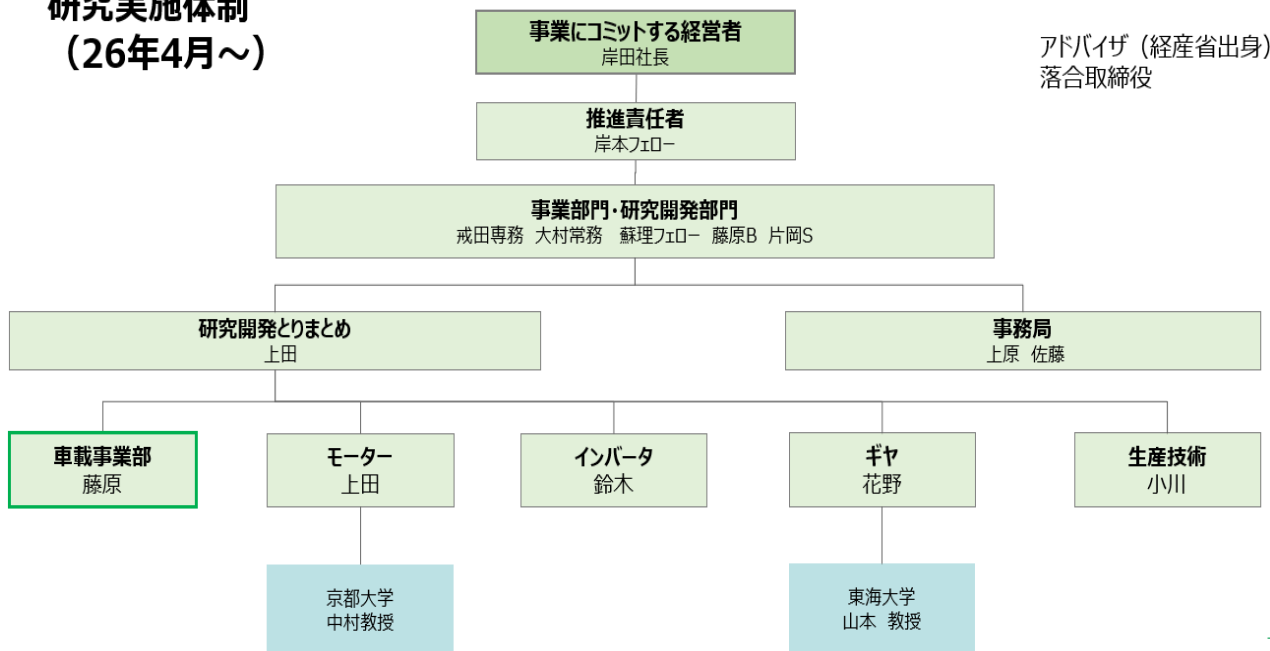 研究実施体制
（26年4月～）
事業にコミットする経営者
岸田社長
アドバイザ（経産省出身）
落合取締役
推進責任者
岸本フェロー
事業部門・研究開発部門
戒田専務 大村常務 蘇理フェロー 藤原B 片岡S
研究開発とりまとめ
上田
事務局
上原 佐藤
車載事業部
藤原
モーター
上田
インバータ
鈴木
ギヤ
花野
生産技術
小川
京都大学
中村教授
東海大学
山本 教授